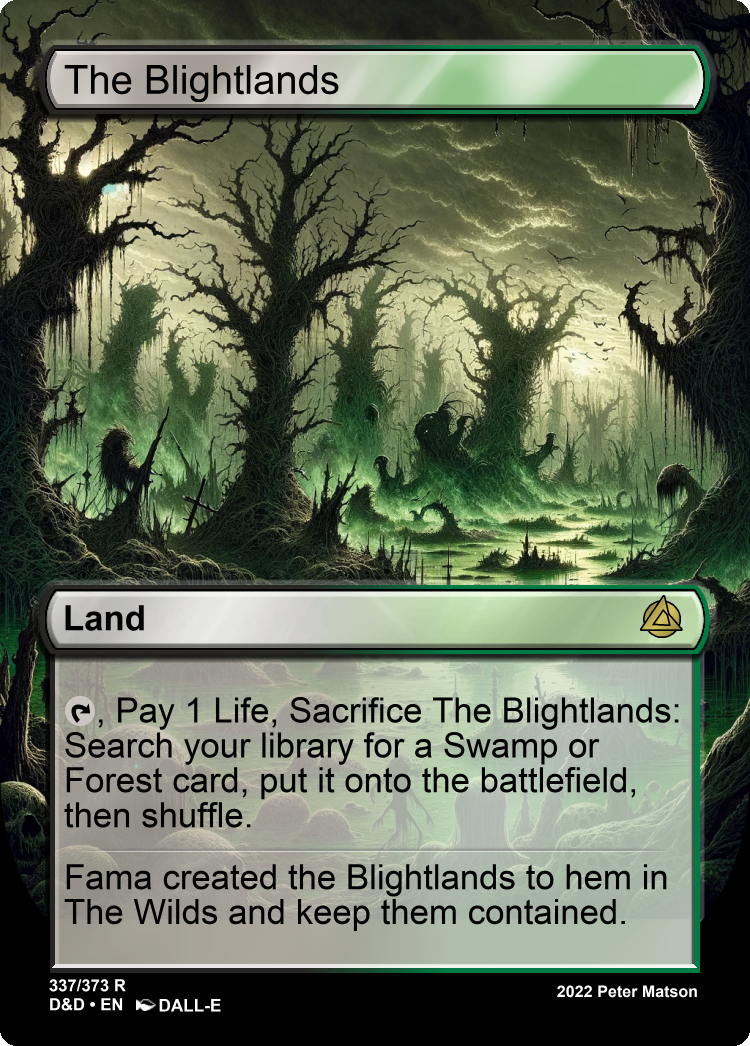 The Blightlands
Land
, Pay 1 Life, Sacrifice The Blightlands:
Search your library for a Swamp or
Forest card, put it onto the battlefield,
then shuffle.
Fama created the Blightlands to hem in
The Wilds and keep them contained.
337/373 R
D&D • EN DALL-E
2022 Peter Matson